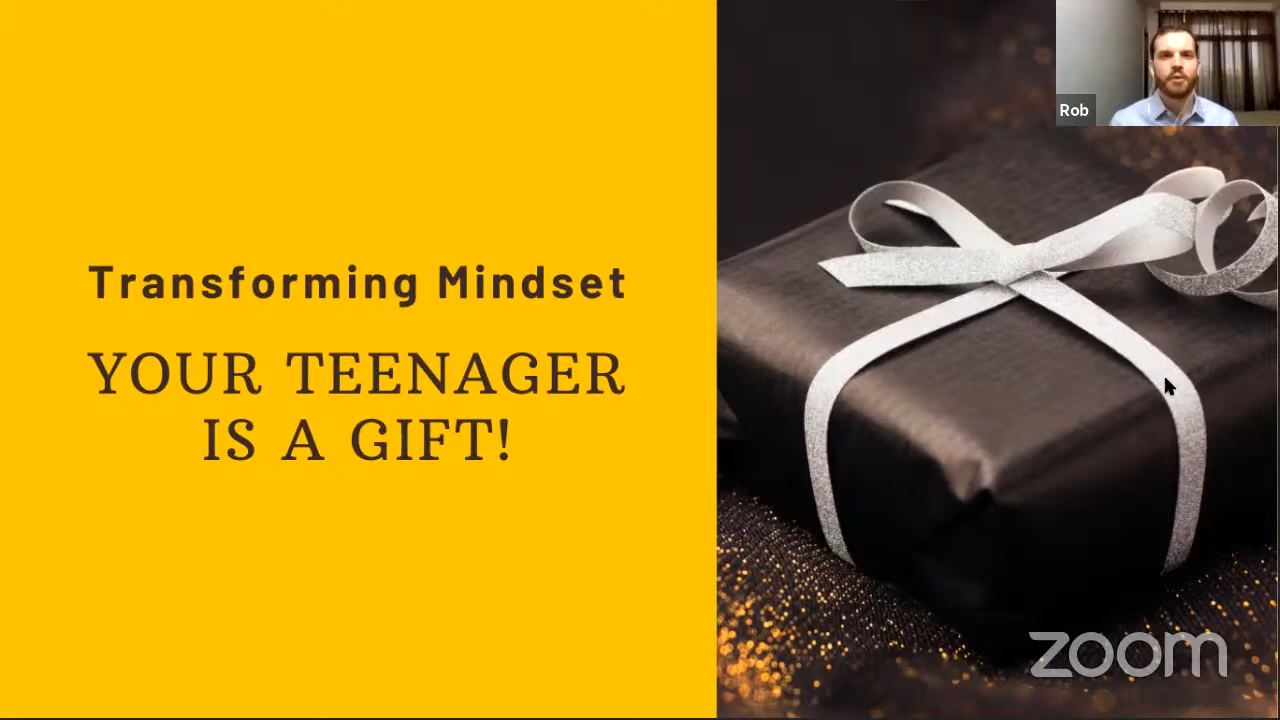 Transforming Mindset
YOUR TEENAGER
IS A GIFT!
Rob
zoom